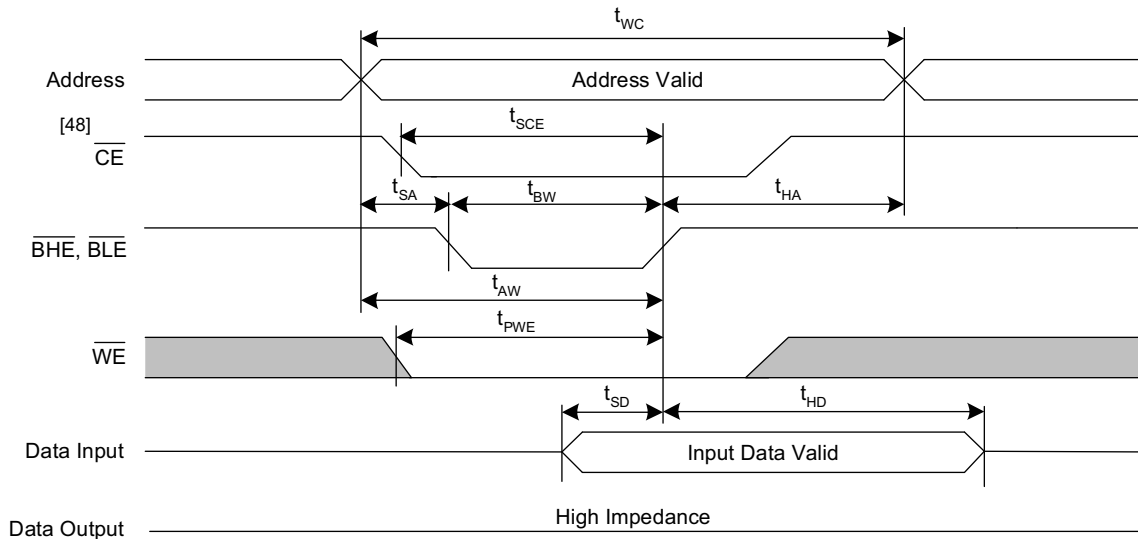 tWC
Address
Address Valid
[48]
CE
tSCE
tSA
tBW
tHA
BHE, BLE
tAW
tPWE
WE
tSD
tHD
Data Input
Input Data Valid
High Impedance
Data Output